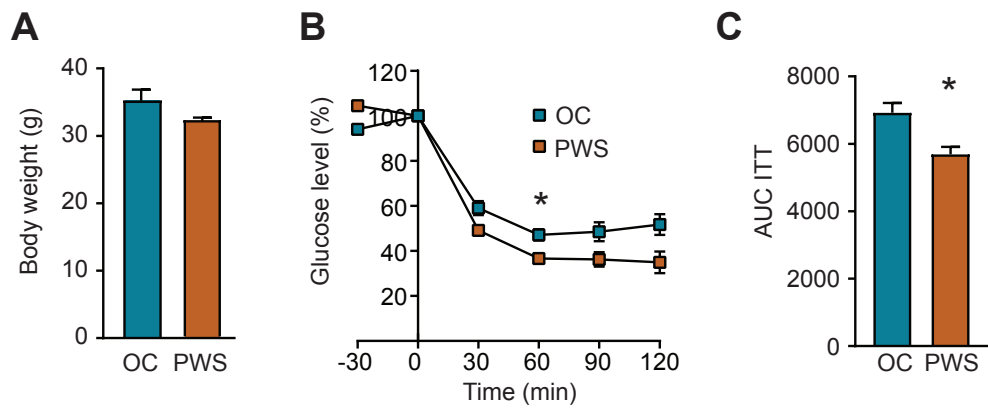 A
Body weight (g)
40
30
20
10
0
OC PWS
B
Glucose level (%)
120
100
80
60
40
20
0
OC
PWS
*
-30 0 30 60 90 120
Time (min)
C
AUC ITT
8000
6000
4000
2000
0
*
OC PWS